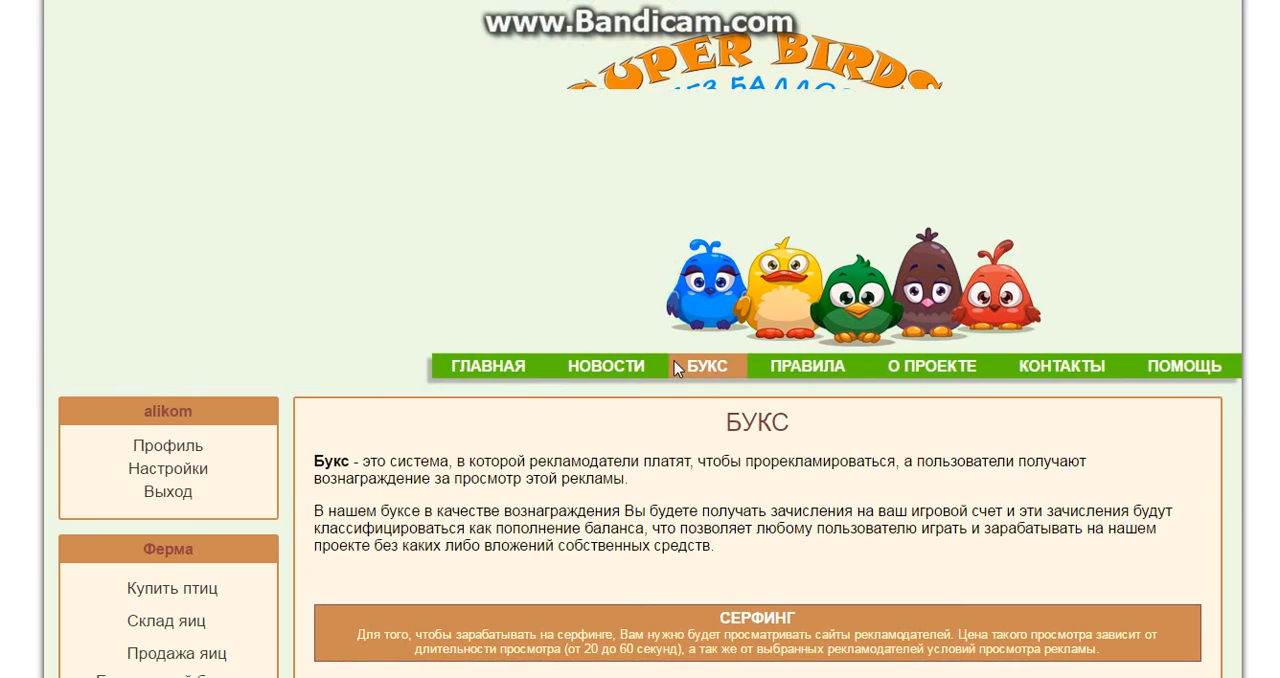 www.Bandicam.com
SUPER BIRDS
ГЛАВНАЯ НОВОСТИ БУКС ПРАВИЛА О ПРОЕКТЕ КОНТАКТЫ ПОМОЩЬ
alikom
Профиль
Настройки
Выход
Ферма
Купить птиц
Склад яиц
Продажа яиц
БУКС
Букс - это система, в которой рекламодатели платят, чтобы прорекламироваться, а пользователи получают
вознаграждение за просмотр этой рекламы.
В нашем буксе в качестве вознаграждения Вы будете получать зачисления на ваш игровой счет и эти зачисления будут
классифицироваться как пополнение баланса, что позволяет любому пользователю играть и зарабатывать на нашем
проекте без каких либо вложений собственных средств.
СЕРФИНГ
Для того, чтобы зарабатывать на серфинге, Вам нужно будет просматривать сайты рекламодателей. Цена такого просмотра зависит от
длительности просмотра (от 20 до 60 секунд), а так же от выбранных рекламодателей условий просмотра рекламы.